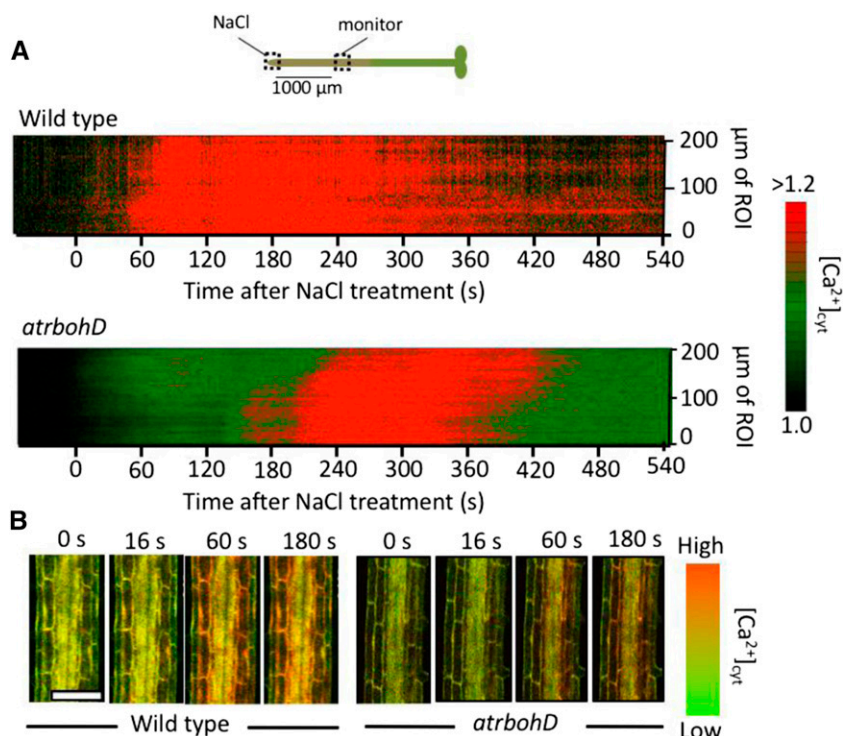 A
NaCl
monitor
1000 μm
Wild type
200
100
0
μm of ROI
0 60 120 180 240 300 360 420 480 540
Time after NaCl treatment (s)
atrbohD
200
100
0
μm of ROI
0 60 120 180 240 300 360 420 480 540
Time after NaCl treatment (s)
>1.2
[Ca²⁺]cyt
1.0
B
0 s 16 s 60 s 180 s 0 s 16 s 60 s 180 s
Wild type atrbohD
High
[Ca²⁺]cyt
Low